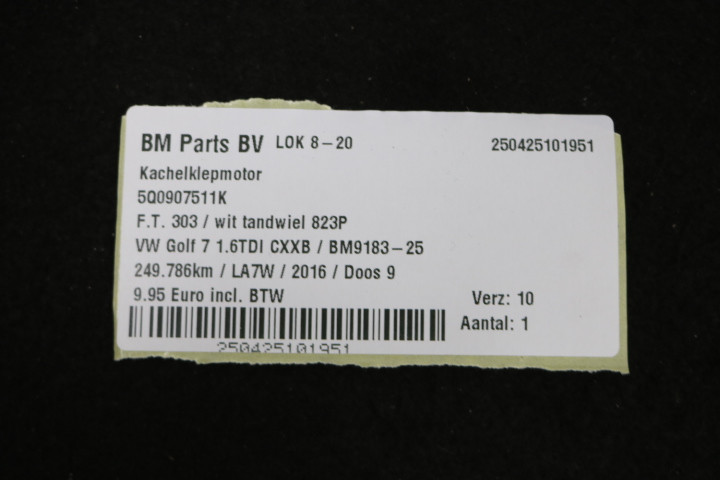 BM Parts BV LOK 8-20 250425101951
Kachelklepmotor
5Q0907511K
F.T. 303 / wit tandwiel 823P
VW Golf 7 1.6TDI CXXB / BM9183-25
249.786km / LA7W / 2016 / Doos 9
9.95 Euro incl. BTW Verz: 10
Aantal: 1
250425101951